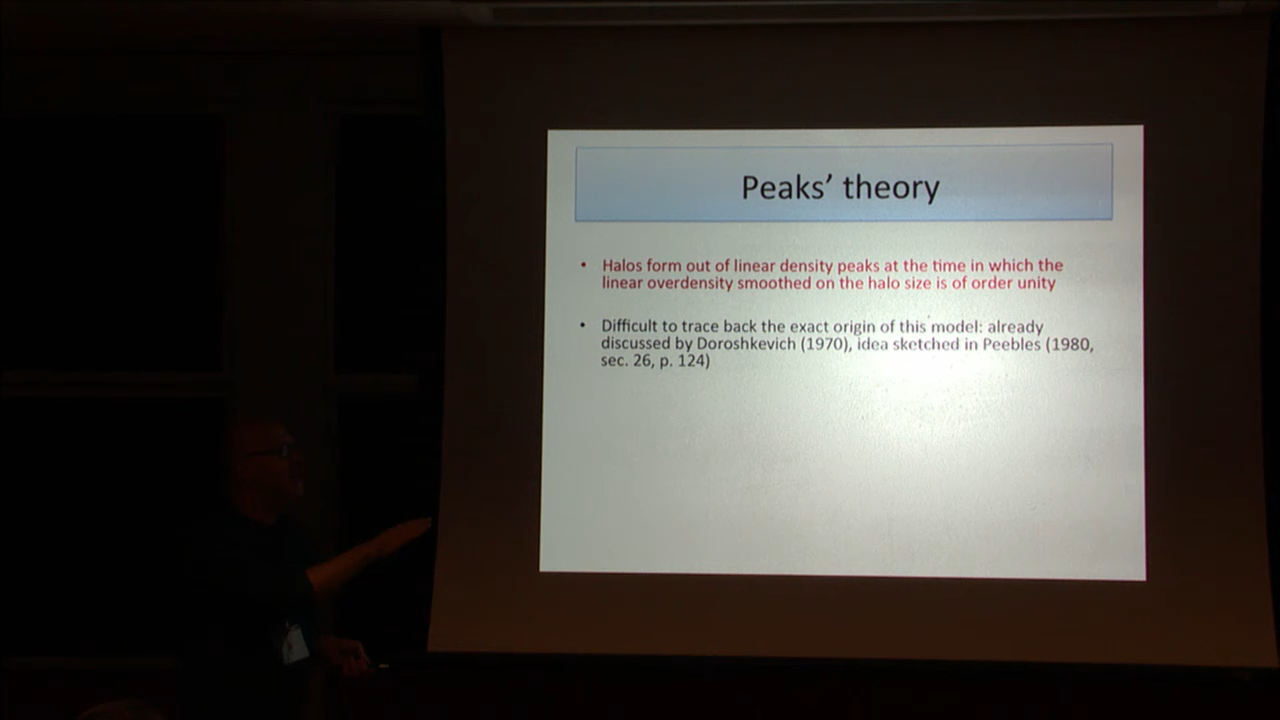 Peaks' theory
• Halos form out of linear density peaks at the time in which the
linear overdensity smoothed on the halo size is of order unity
• Difficult to trace back the exact origin of this model: already
discussed by Doroshkevich (1970), idea sketched in Peebles (1980,
sec. 26, p. 124)